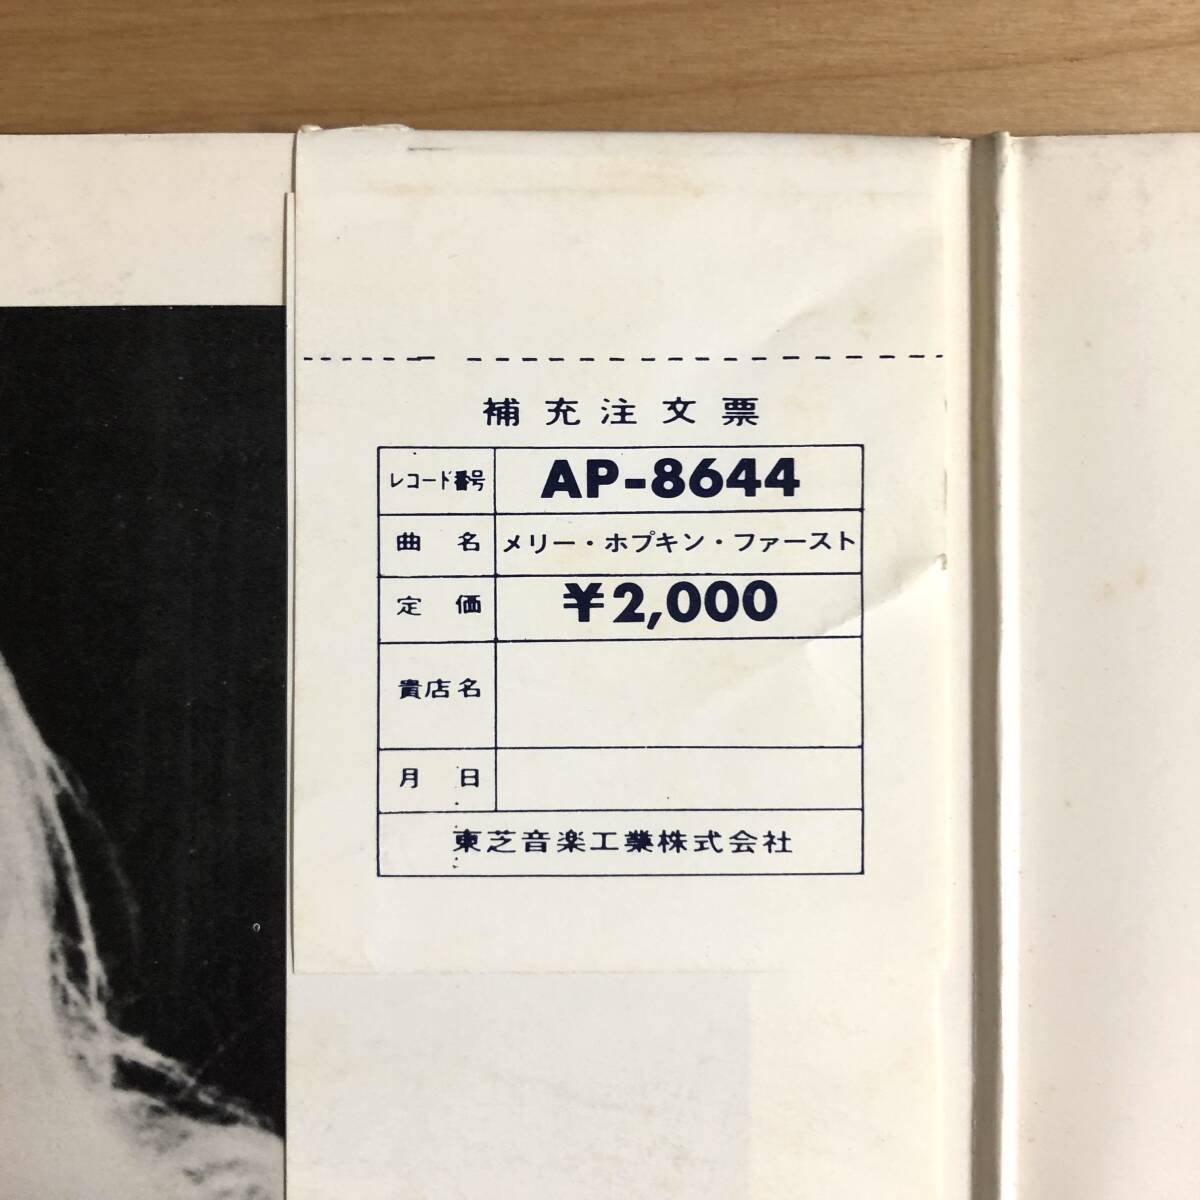 補充注文票
レコード番号 AP-8644
曲名 メリー・ホプキン・ファースト
定価 ¥2,000
貴店名
月日
東芝音楽工業株式会社